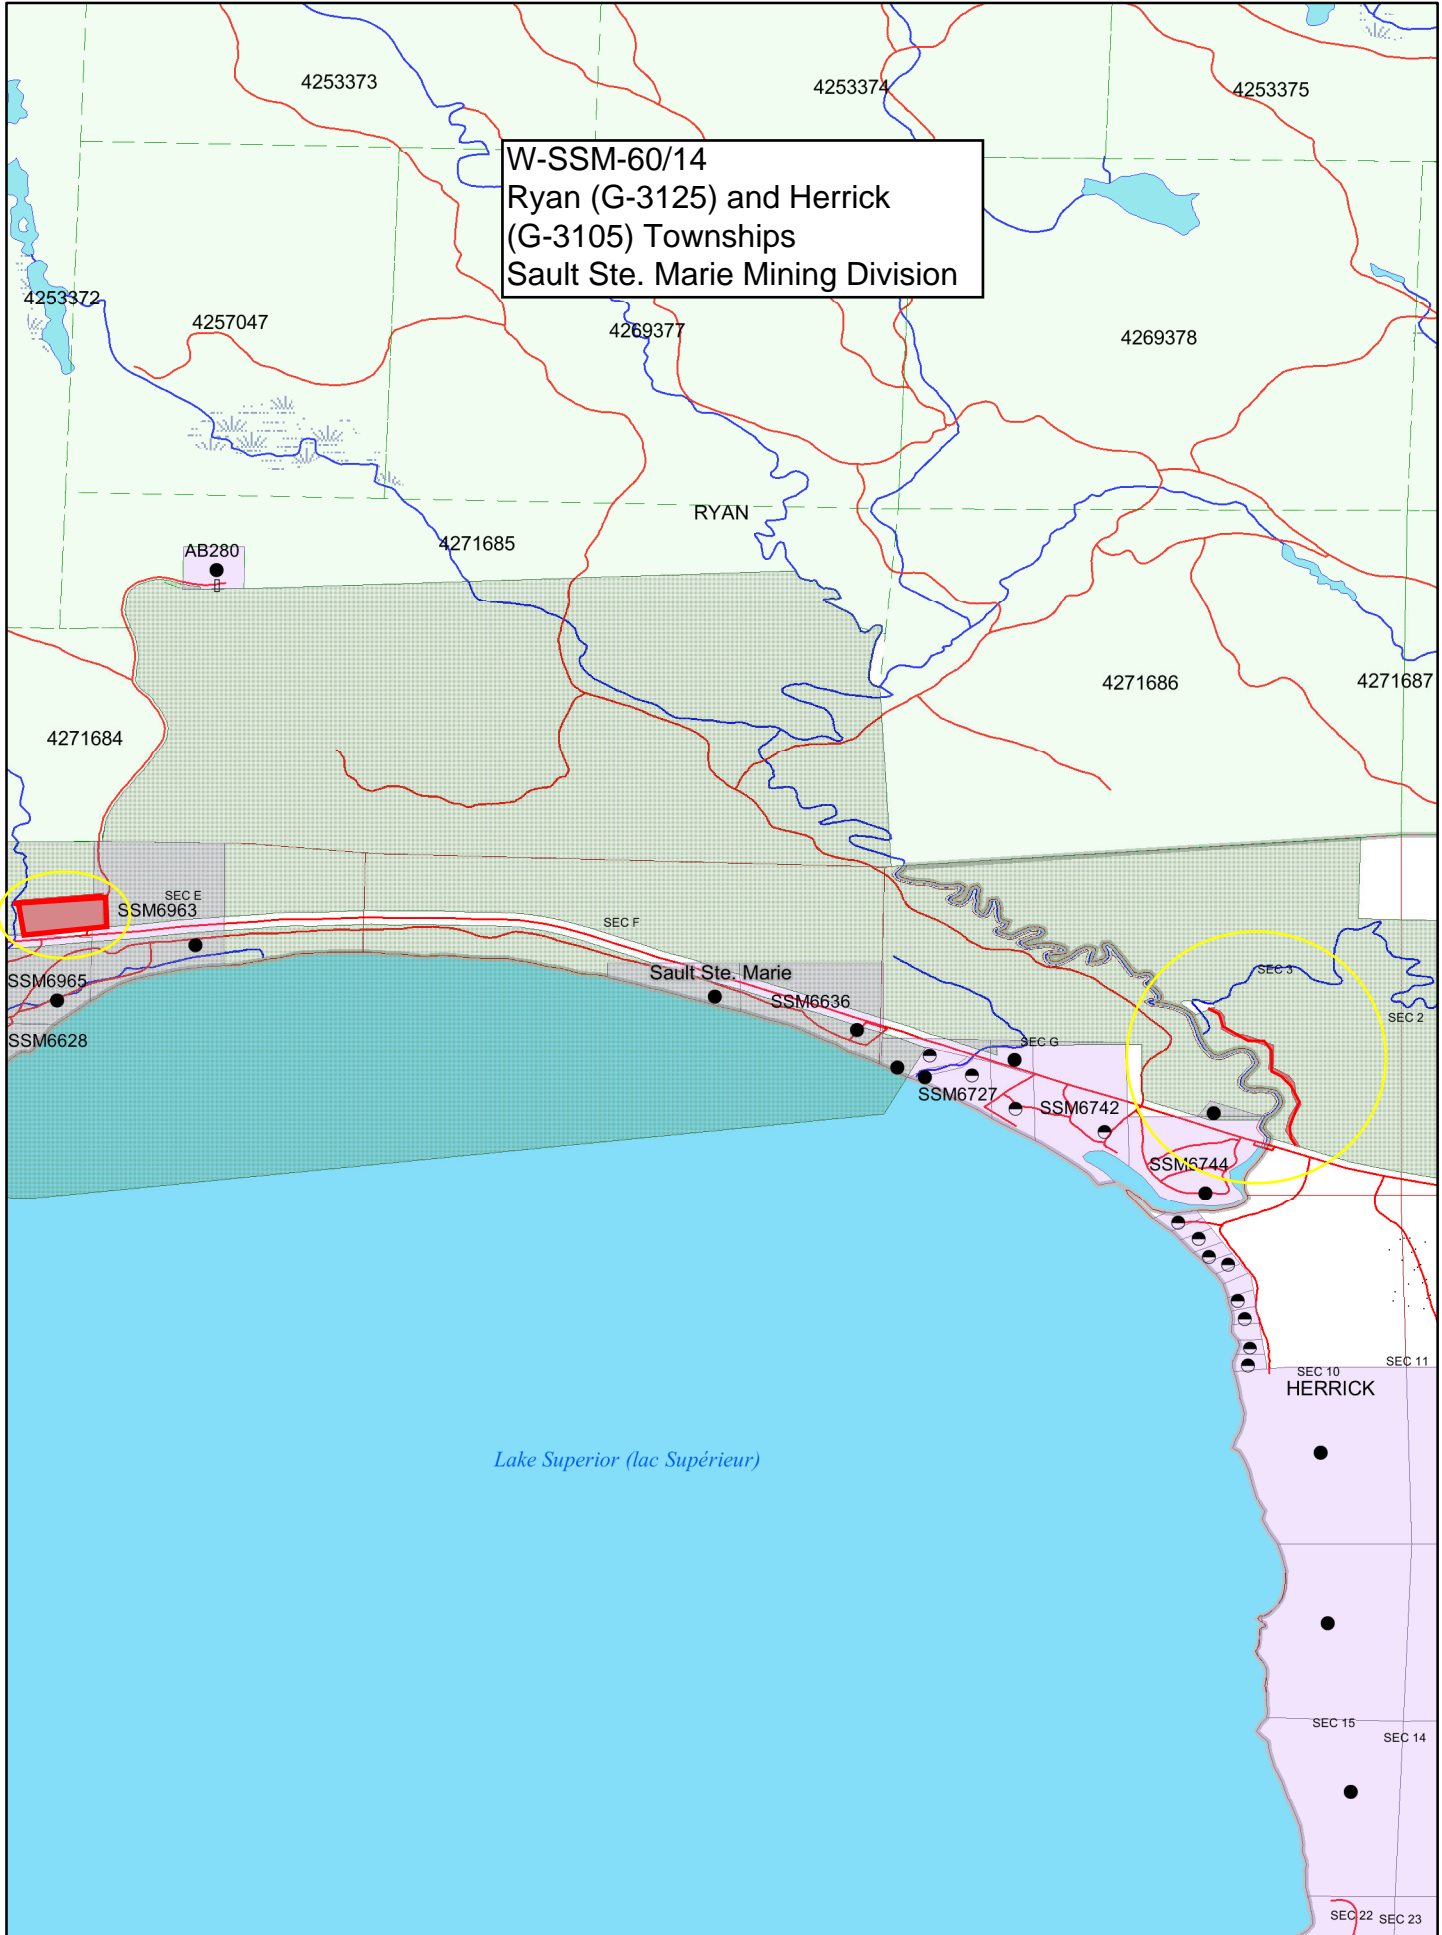 4253373
4253374
4253375
W-SSM-60/14
Ryan (G-3125) and Herrick
(G-3105) Townships
Sault Ste. Marie Mining Division
4253372
4257047
4269377
4269378
RYAN
AB280
4271685
4271686
4271687
4271684
SEC E
SSM6963
SEC F
SSM6965
Sault Ste. Marie
SSM6636
SEC 3
SEC 2
SSM6628
SEC G
SSM6727
SSM6742
SSM6744
SEC 10
SEC 11
HERRICK
Lake Superior (lac Supérieur)
SEC 15
SEC 14
SEC 22
SEC 23